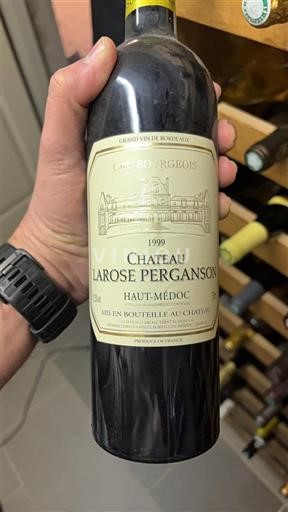 GRAND VIN DE BORDEAUX
CRU BOURGEOIS
1999
CHATEAU
LAROSE PERGANSON
HAUT-MÉDOC
MIS EN BOUTEILLE AU CHATEAU
PRODUCE OF FRANCE